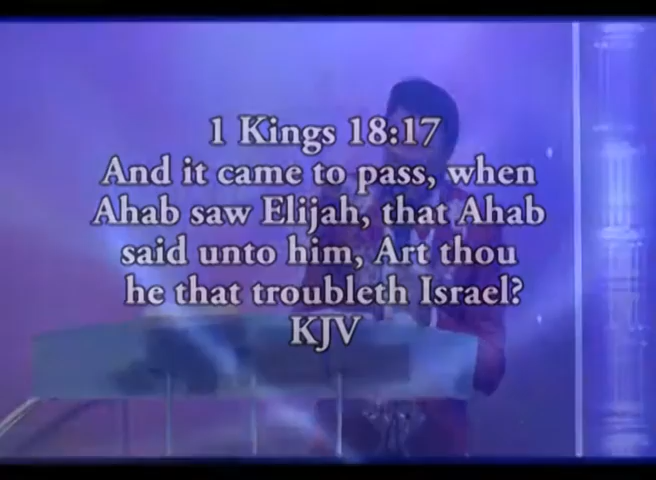 1 Kings 18:17
And it came to pass, when
Ahab saw Elijah, that Ahab
said unto him, Art thou
he that troubleth Israel?
KJV